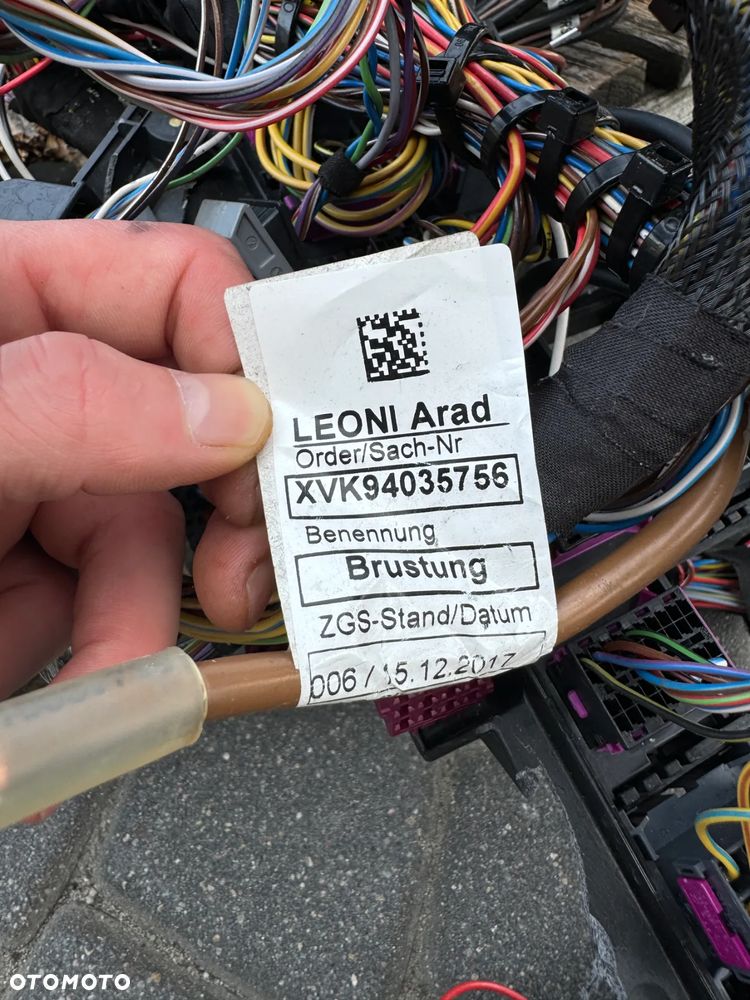 LEONI Arad
Order/Sach-Nr
XVK94035756
Benennung
Brustung
ZGS-Stand/Datum
006 / 15.12.2017
OTOMOTO